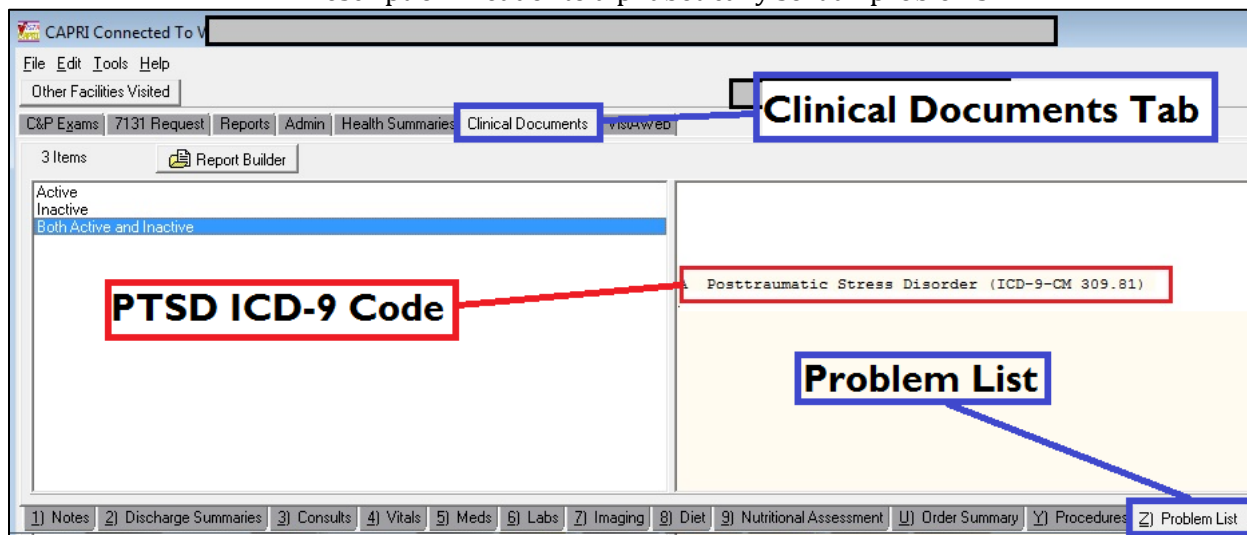 CAPRI Connected To V
File Edit Tools Help
Other Facilities Visited
Clinical Documents Tab
C&P Exams 7131 Request Reports Admin Health Summaries Clinical Documents VistAWeb
3 Items Report Builder
Active
Inactive
Both Active and Inactive
Posttraumatic Stress Disorder (ICD-9-CM 309.81)
PTSD ICD-9 Code
Problem List
1) Notes 2) Discharge Summaries 3) Consults 4) Vitals 5) Meds 6) Labs 7) Imaging 8) Diet 9) Nutritional Assessment U) Order Summary Y) Procedures Z) Problem List